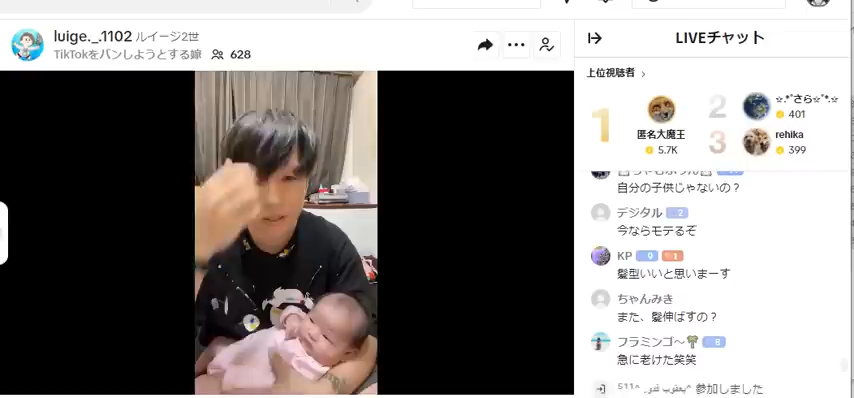 luige._.1102 ルイージ2世
TikTokをバンしようとする鎌
628
LIVEチャット
上位視聴者
1
匿名大魔王
5.7K
2
☆.*˚さら☆˚*.☆
401
3
rehika
399
自分の子供じゃないの?
デジタル 2
今ならモテるぞ
KP 9 1
髪型いいと思いまーす
ちゃんみき
また、髪伸ばすの?
フラミンゴ〜🌴 8
急に老けた笑笑
参加しました